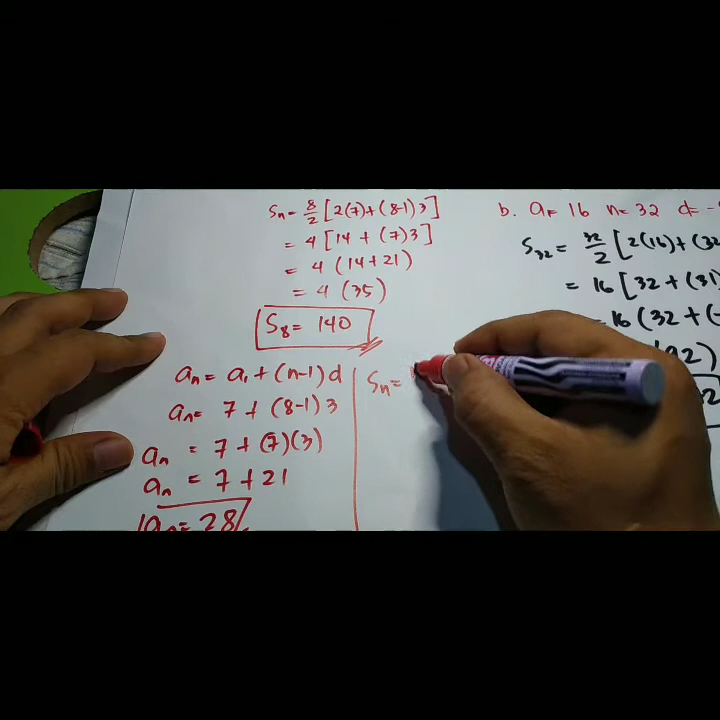 Sn = 8/2 [2(7)+(8-1)3]
= 4 [14 + (7)3]
= 4 (14+21)
= 4 (35)
S8 = 140
an = a1 + (n-1)d
an = 7 + (8-1) 3
an = 7 + (7)(3)
an = 7 + 21
an = 28
Sn =
b. a1= 16 n= 32 d= -
S32 = 32/2 [2(16)+(32
= 16 [32 + (31)
= 16 (32 + (-